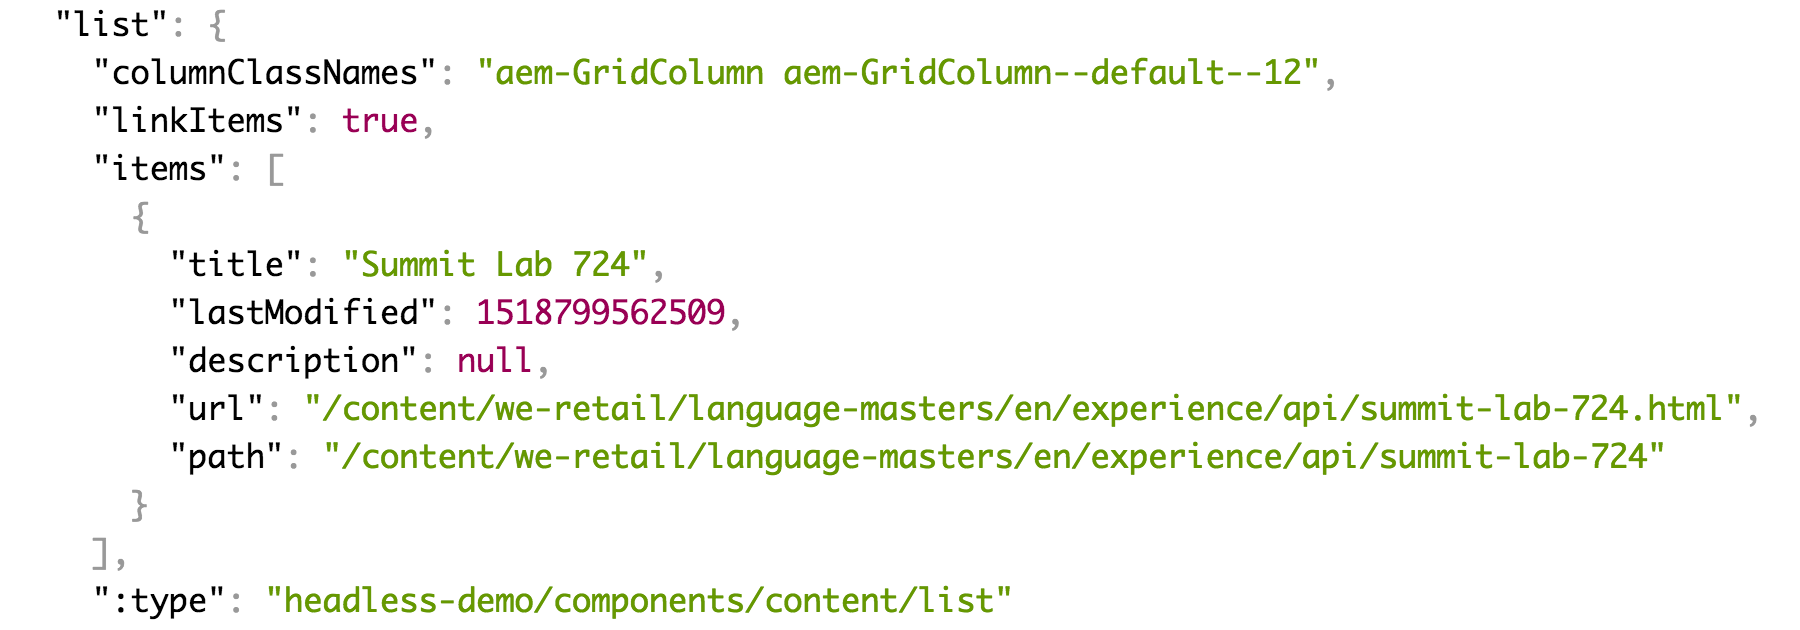 "list": {
"columnClassNames": "aem-GridColumn aem-GridColumn--default--12",
"linkItems": true,
"items": [
{
"title": "Summit Lab 724",
"lastModified": 1518799562509,
"description": null,
"url": "/content/we-retail/language-masters/en/experience/api/summit-lab-724.html",
"path": "/content/we-retail/language-masters/en/experience/api/summit-lab-724"
}
],
":type": "headless-demo/components/content/list"